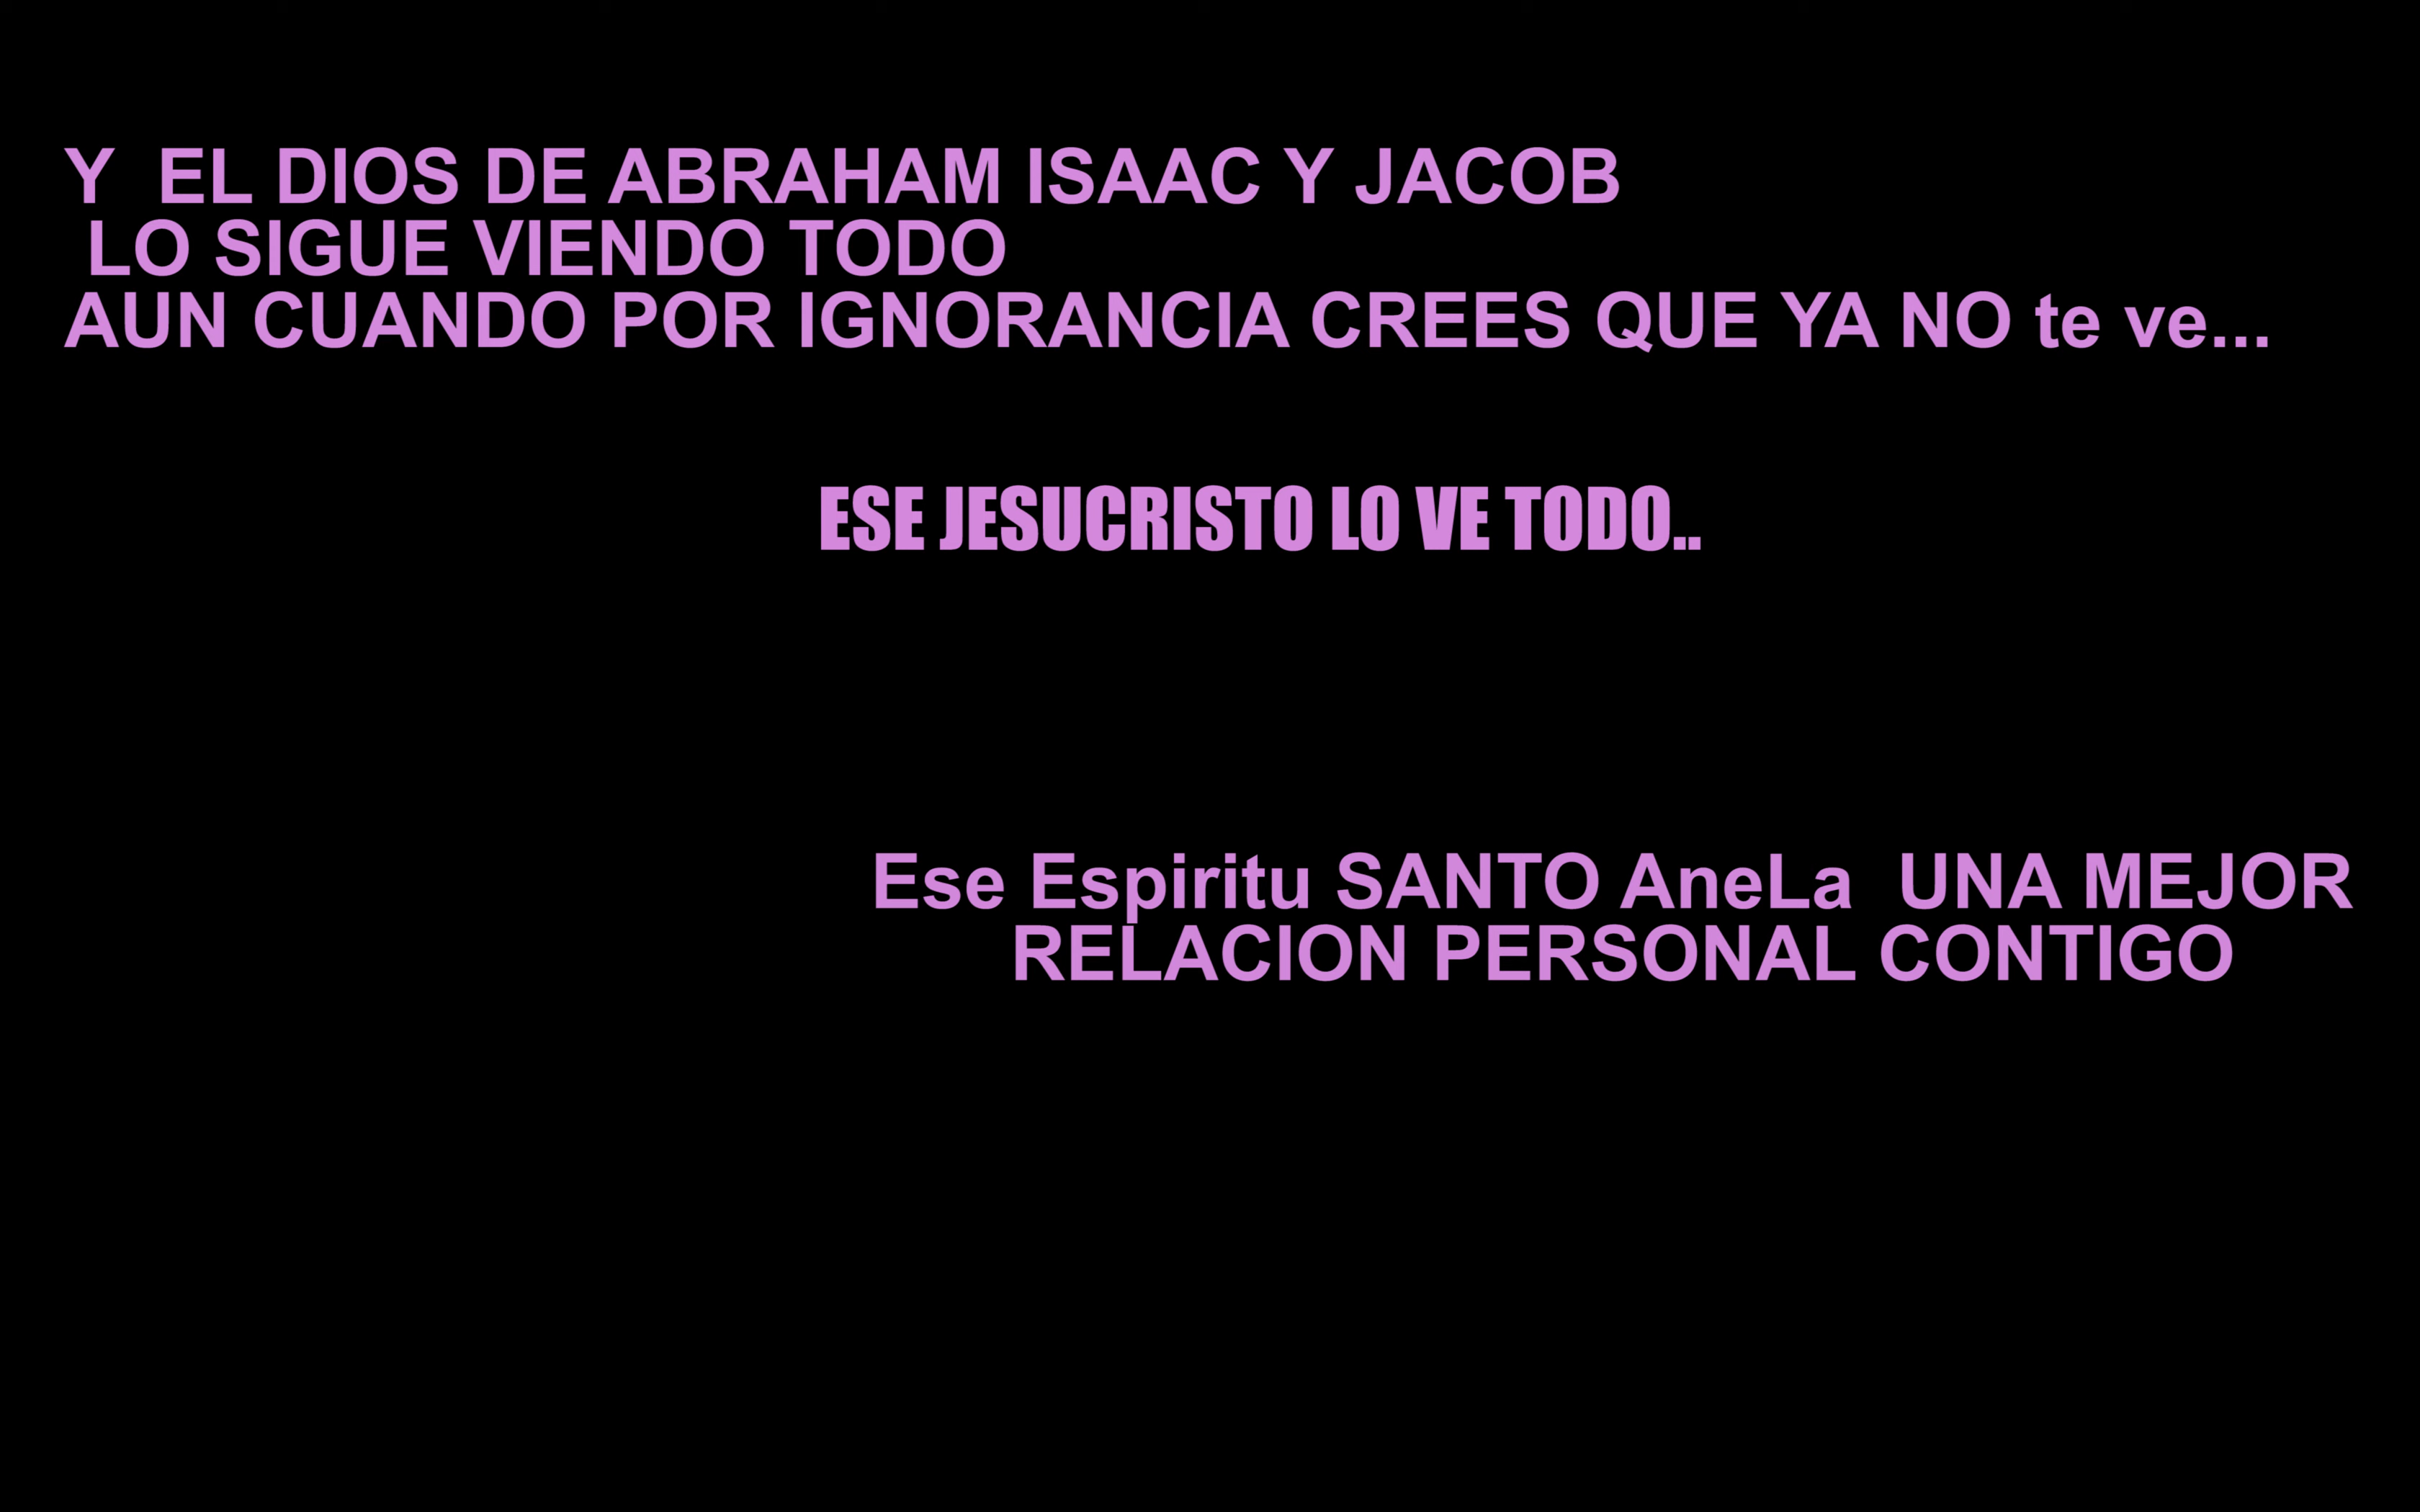 Y EL DIOS DE ABRAHAM ISAAC Y JACOB
LO SIGUE VIENDO TODO
AUN CUANDO POR IGNORANCIA CREES QUE YA NO te ve...
ESE JESUCRISTO LO VE TODO..
Ese Espiritu SANTO AneLa UNA MEJOR
RELACION PERSONAL CONTIGO